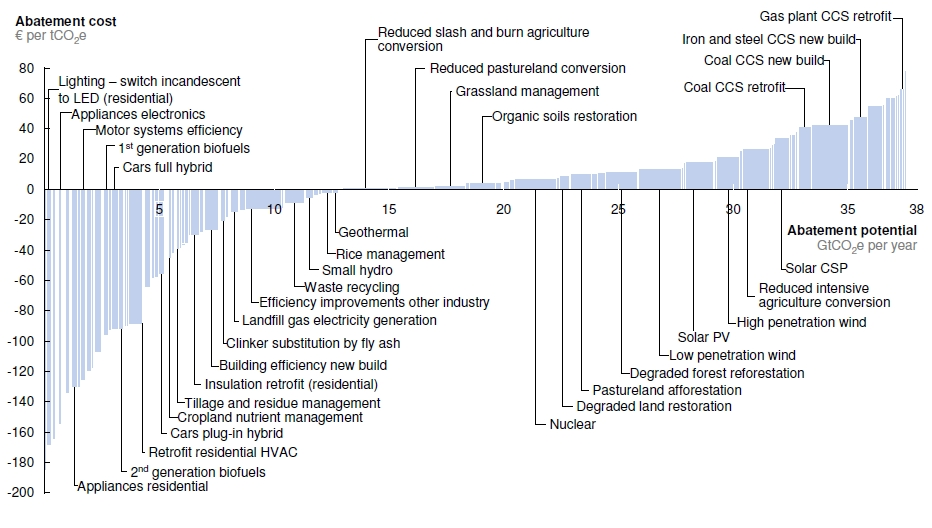 Abatement cost
€ per tCO₂e
Gas plant CCS retrofit
Iron and steel CCS new build
Coal CCS new build
Coal CCS retrofit
Reduced slash and burn agriculture
conversion
Reduced pastureland conversion
Grassland management
Organic soils restoration
Lighting – switch incandescent
to LED (residential)
Appliances electronics
Motor systems efficiency
1st generation biofuels
Cars full hybrid
80
60
40
20
0
-20
-40
-60
-80
-100
-120
-140
-160
-180
-200
5
10
15
20
25
30
35
38
Abatement potential
GtCO₂e per year
Geothermal
Rice management
Small hydro
Waste recycling
Efficiency improvements other industry
Landfill gas electricity generation
Clinker substitution by fly ash
Building efficiency new build
Insulation retrofit (residential)
Tillage and residue management
Cropland nutrient management
Cars plug-in hybrid
Retrofit residential HVAC
2nd generation biofuels
Appliances residential
Solar CSP
Reduced intensive
agriculture conversion
High penetration wind
Solar PV
Low penetration wind
Degraded forest reforestation
Pastureland afforestation
Degraded land restoration
Nuclear